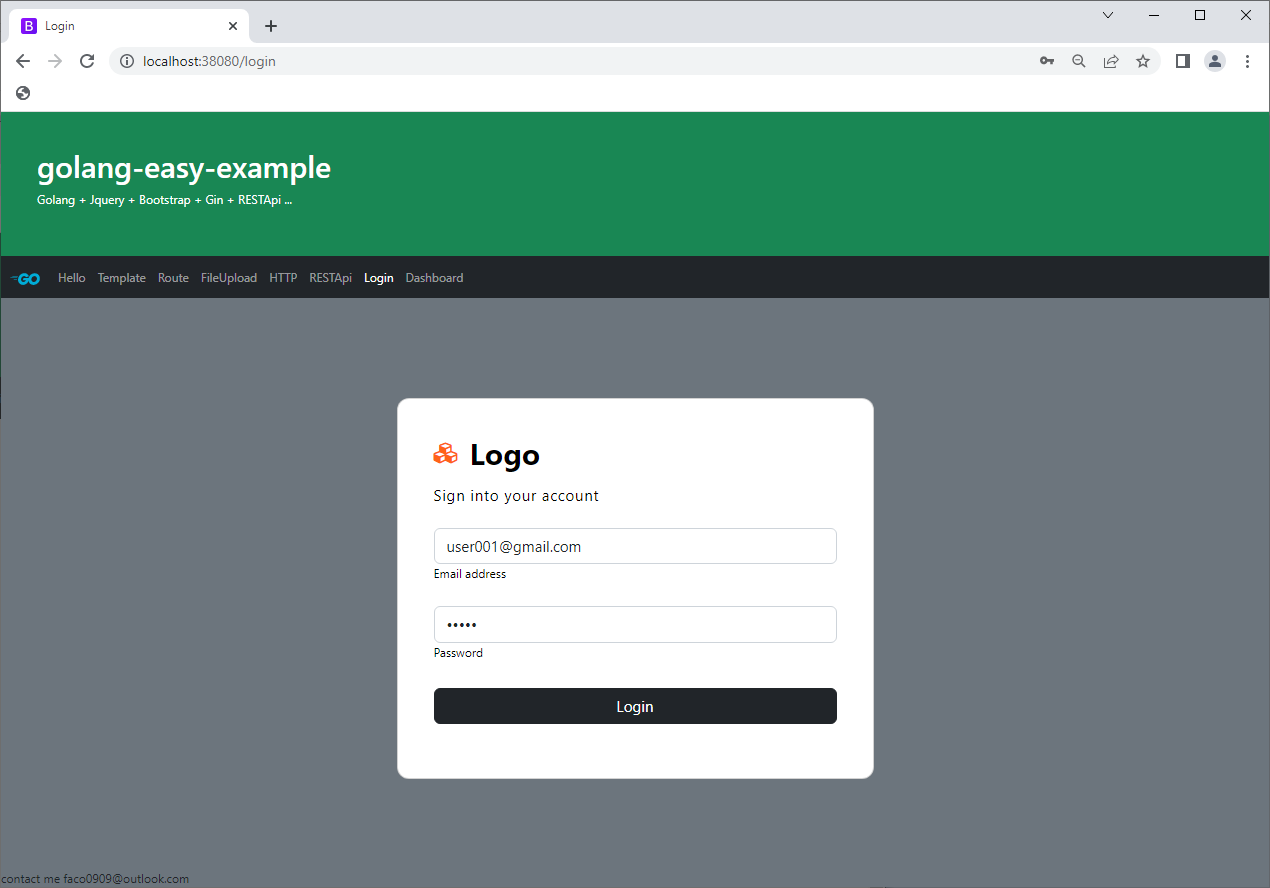 B Login
localhost:38080/login
golang-easy-example
Golang + Jquery + Bootstrap + Gin + RESTApi ...
GO Hello Template Route FileUpload HTTP RESTApi Login Dashboard
Logo
Sign into your account
user001@gmail.com
Email address
•••••
Password
Login
contact me faco0909@outlook.com